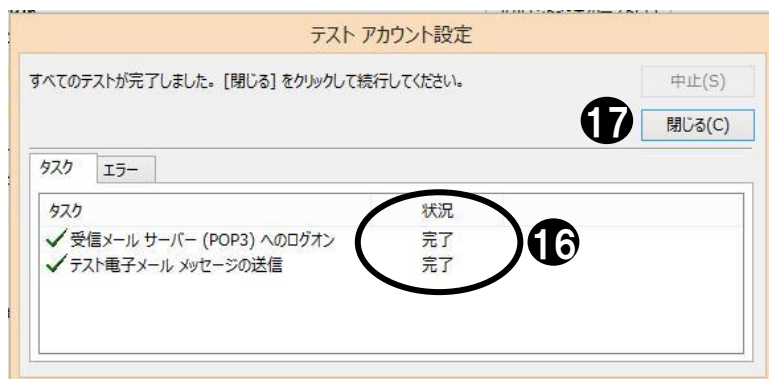 テスト アカウント設定
すべてのテストが完了しました。[閉じる] をクリックして続行してください。
中止(S)
17
閉じる(C)
タスク エラー
タスク 状況
受信メール サーバー (POP3) へのログオン 完了
テスト電子メール メッセージの送信 完了
16